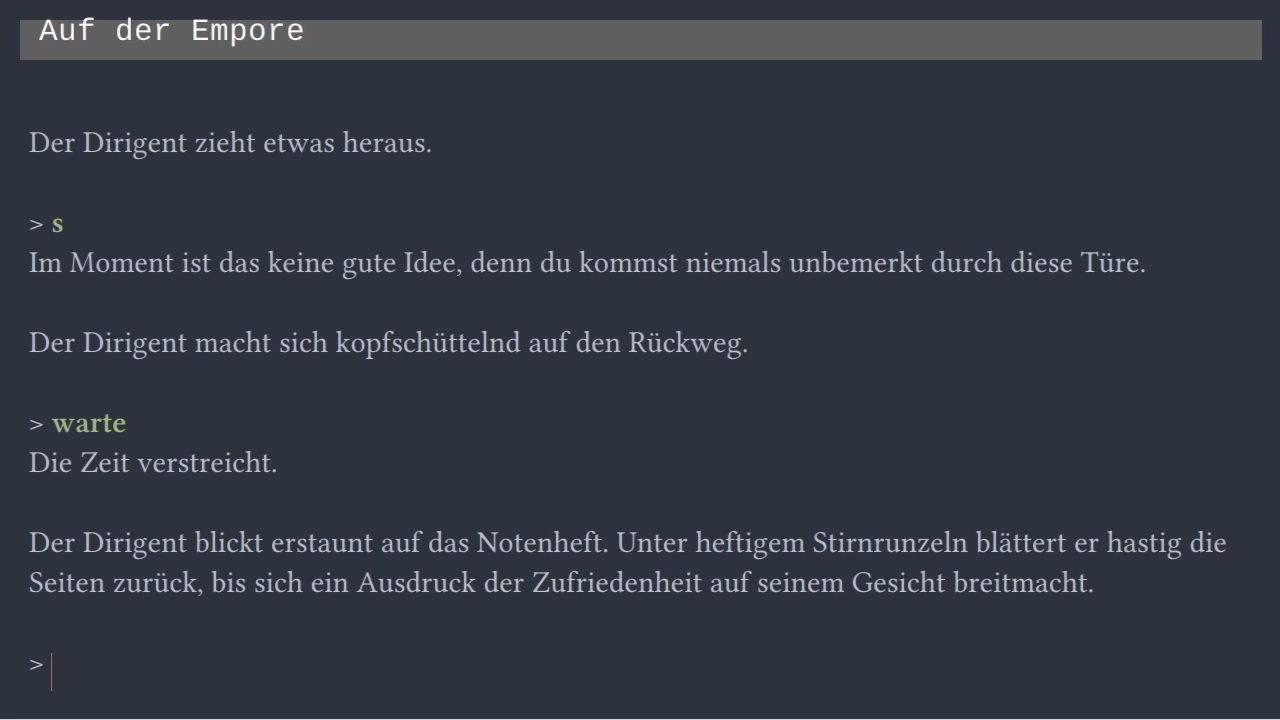 Auf der Empore
Der Dirigent zieht etwas heraus.
> s
Im Moment ist das keine gute Idee, denn du kommst niemals unbemerkt durch diese Türe.
Der Dirigent macht sich kopfschüttelnd auf den Rückweg.
> warte
Die Zeit verstreicht.
Der Dirigent blickt erstaunt auf das Notenheft. Unter heftigem Stirnrunzeln blättert er hastig die
Seiten zurück, bis sich ein Ausdruck der Zufriedenheit auf seinem Gesicht breitmacht.
>